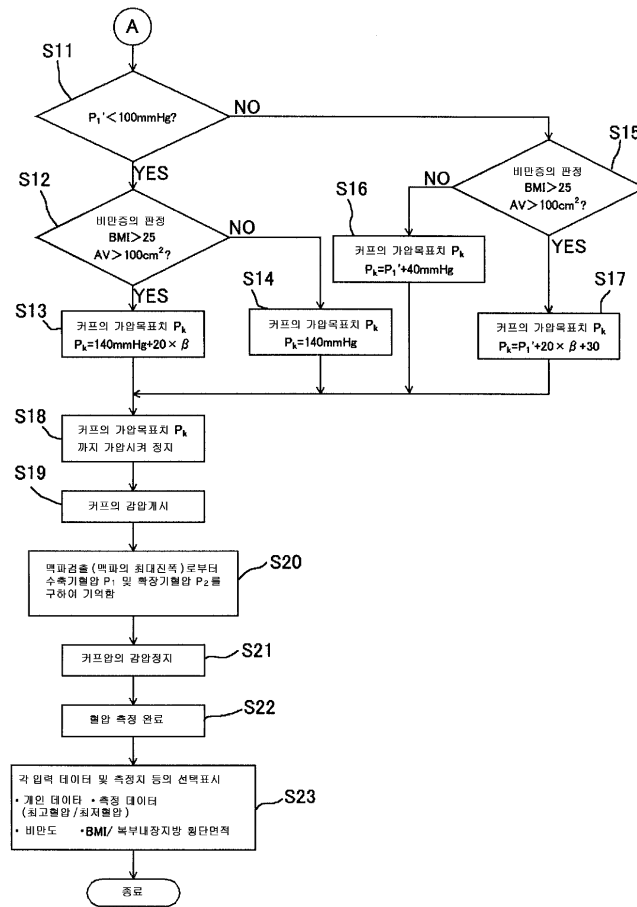 A
S11
P₁'<100mmHg?
NO
YES
S15
비만증의 판정
BMI>25
AV>100cm²?
NO
YES
S12
비만증의 판정
BMI>25
AV>100cm²?
NO
YES
S16
커프의 가압목표치 Pₖ
Pₖ=P₁'+40mmHg
S13
커프의 가압목표치 Pₖ
Pₖ=140mmHg+20×β
S14
커프의 가압목표치 Pₖ
Pₖ=140mmHg
S17
커프의 가압목표치 Pₖ
Pₖ=P₁'+20×β+30
S18
커프의 가압목표치 Pₖ
까지 가압시켜 정지
S19
커프의 감압개시
S20
맥파검출(맥파의 최대진폭)로부터
수축기혈압 P₁ 및 확장기혈압 P₂를
구하여 기억함
S21
커프압의 감압정지
S22
혈압 측정 완료
S23
각 입력 데이터 및 측정치 등의 선택표시
· 개인 데이타 · 측정 데이터
(최고혈압/최저혈압)
· 비만도 ·BMI/ 복부내장지방 횡단면적
종료